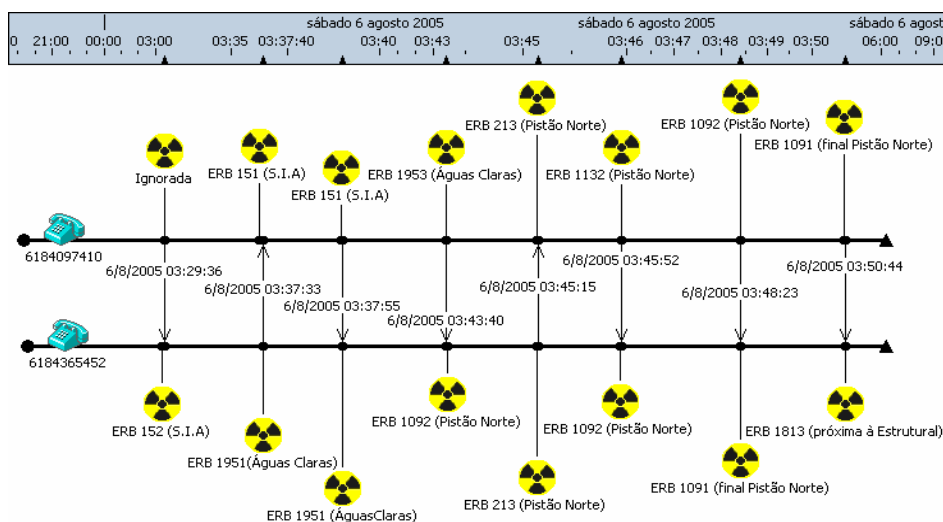 sábado 6 agosto 2005 sábado 6 agosto 2005 sábado 6 ago
0 21:00 00:00 03:00 03:35 03:37:40 03:40 03:43 03:45 03:46 03:47 03:48 03:49 03:50 06:00 09:0
ERB 213 (Pistão Norte)
ERB 1092 (Pistão Norte)
ERB 1091 (final Pistão Norte)
Ignorada
ERB 151 (S.I.A)
ERB 151 (S.I.A)
ERB 1953 (Águas Claras)
ERB 1132 (Pistão Norte)
6184097410
6/8/2005 03:29:36
6/8/2005 03:37:33
6/8/2005 03:37:55
6/8/2005 03:43:40
6/8/2005 03:45:15
6/8/2005 03:45:52
6/8/2005 03:48:23
6/8/2005 03:50:44
6184365452
ERB 152 (S.I.A)
ERB 1951(Águas Claras)
ERB 1951 (ÁguasClaras)
ERB 1092 (Pistão Norte)
ERB 213 (Pistão Norte)
ERB 1092 (Pistão Norte)
ERB 1091 (final Pistão Norte)
ERB 1813 (próxima à Estrutural)